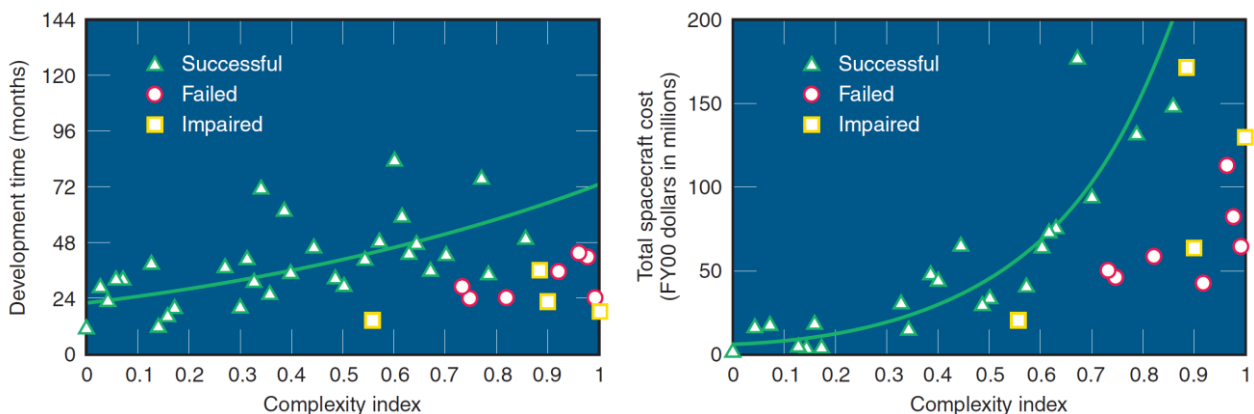 144
120
96
72
48
24
0
Development time (months)
Successful
Failed
Impaired
0 0.1 0.2 0.3 0.4 0.5 0.6 0.7 0.8 0.9 1
Complexity index
200
150
100
50
0
Total spacecraft cost
(FY00 dollars in millions)
Successful
Failed
Impaired
0 0.1 0.2 0.3 0.4 0.5 0.6 0.7 0.8 0.9 1
Complexity index